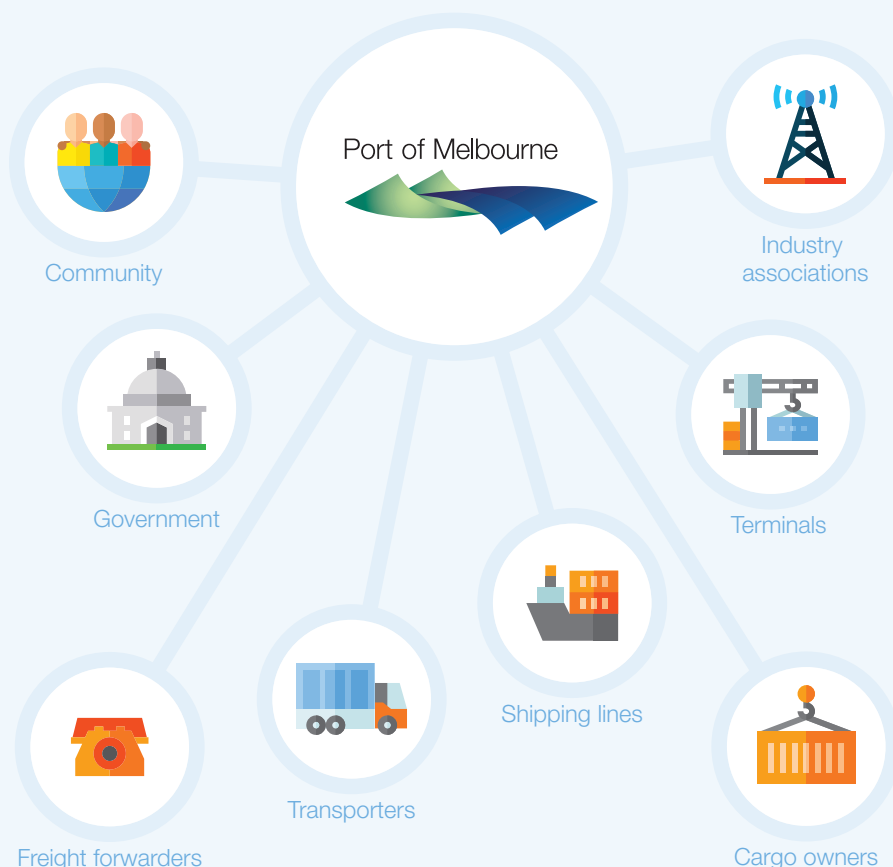 Port of Melbourne
Community
Industry
associations
Government
Terminals
Shipping lines
Transporters
Freight forwarders
Cargo owners